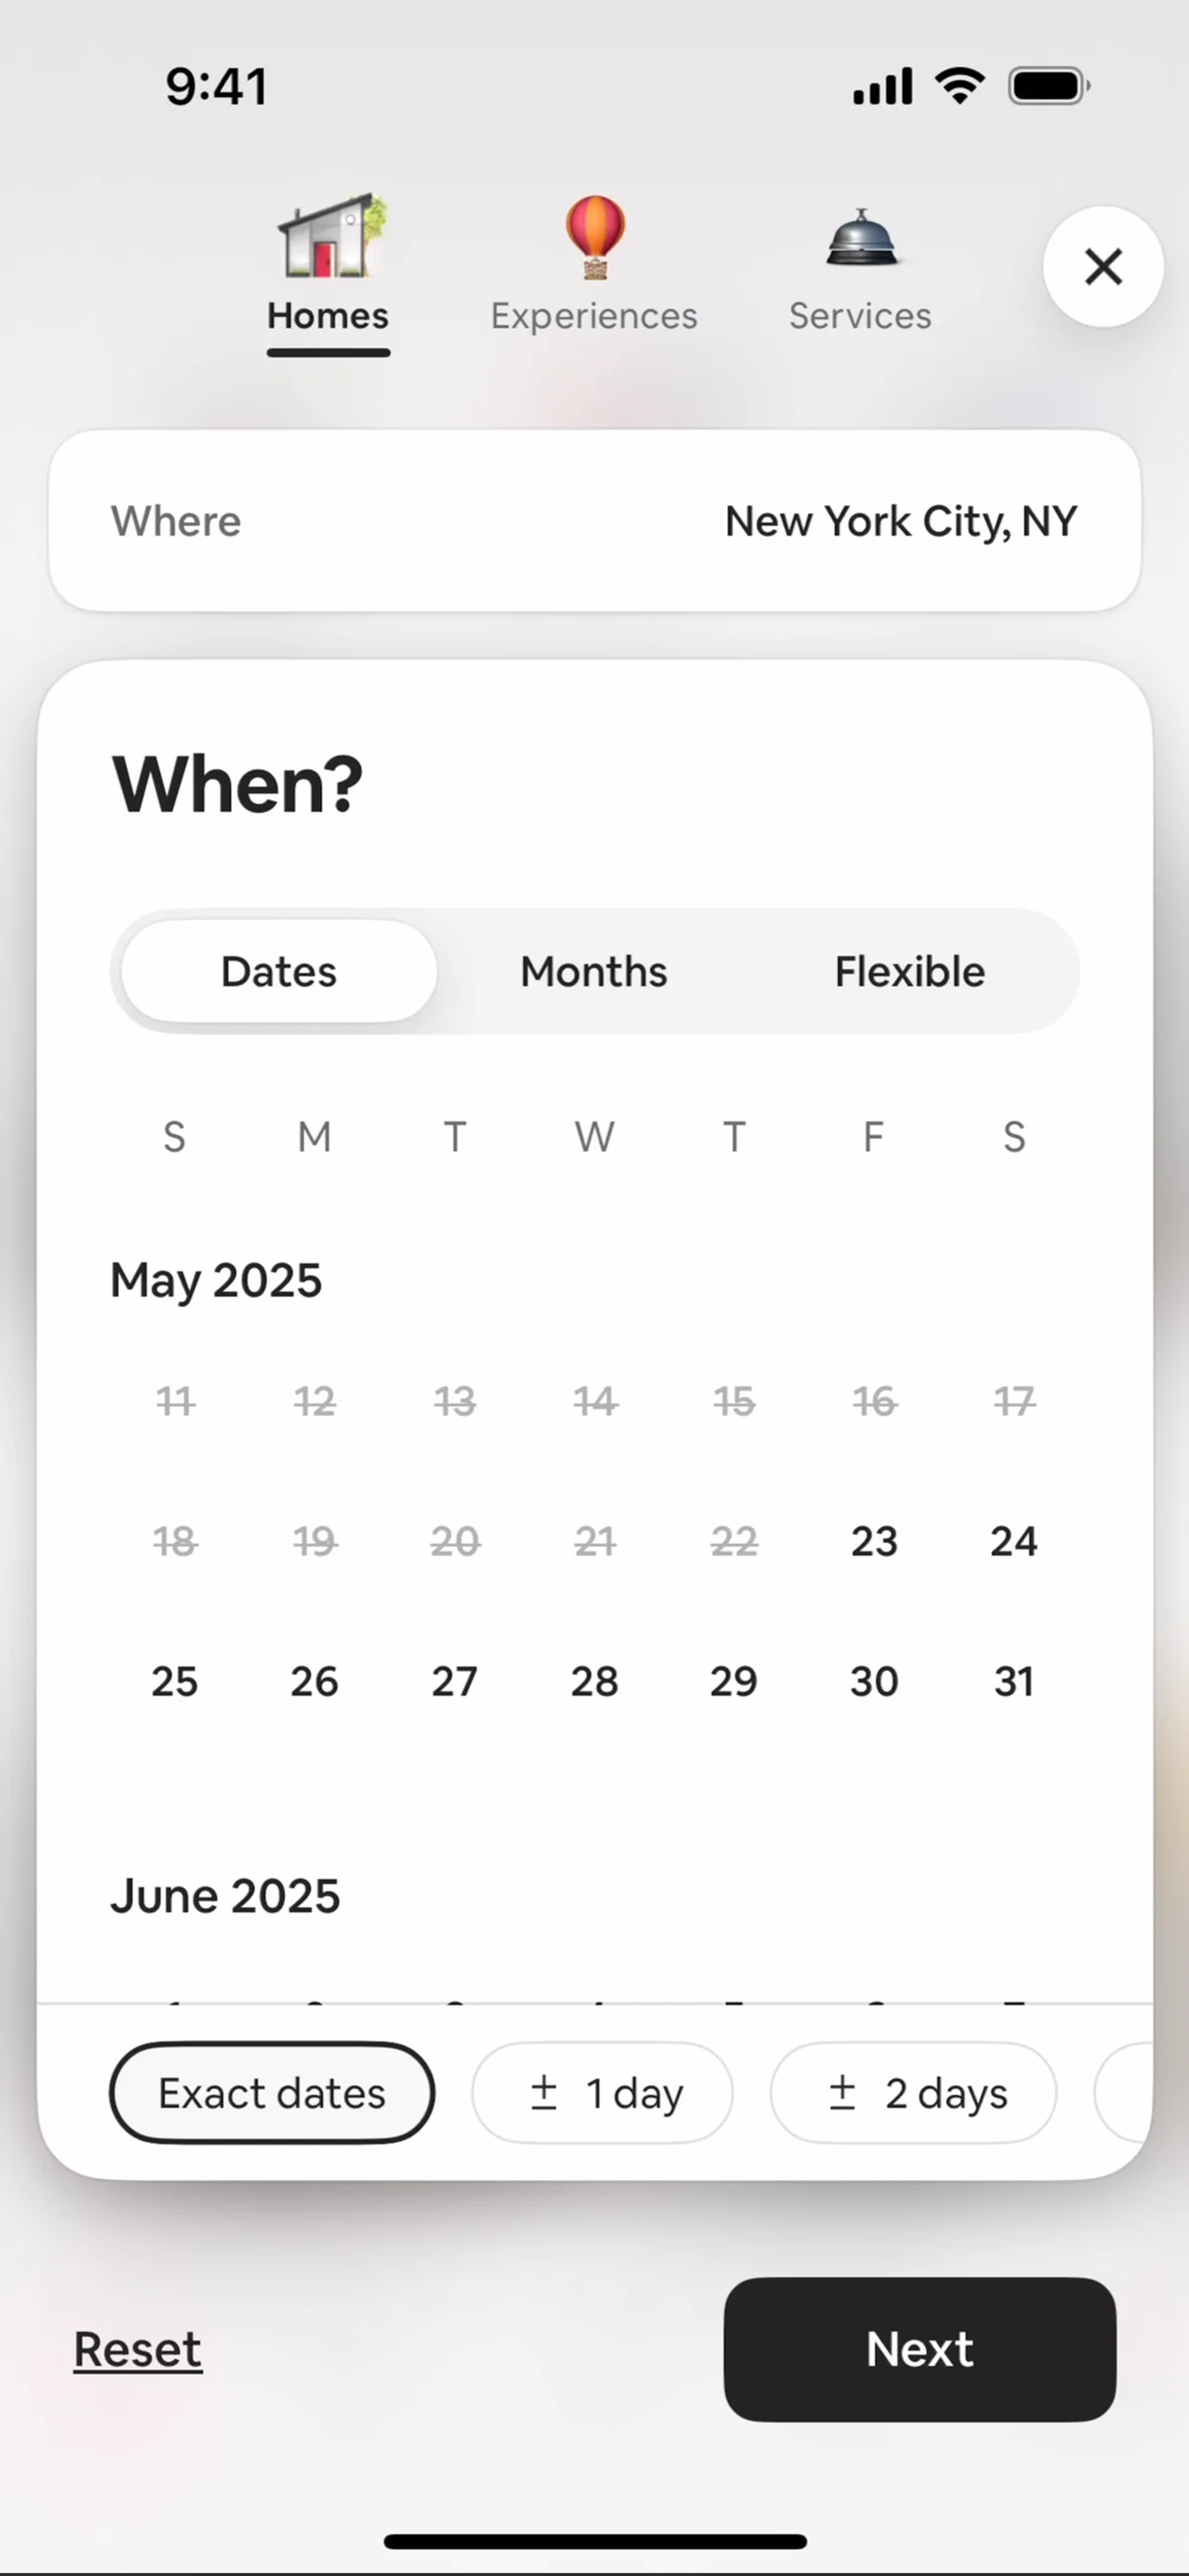 9:41
Homes Experiences Services
Where New York City, NY
When?
Dates Months Flexible
S M T W T F S
May 2025
11 12 13 14 15 16 17
18 19 20 21 22 23 24
25 26 27 28 29 30 31
June 2025
Exact dates ± 1 day ± 2 days
Reset Next